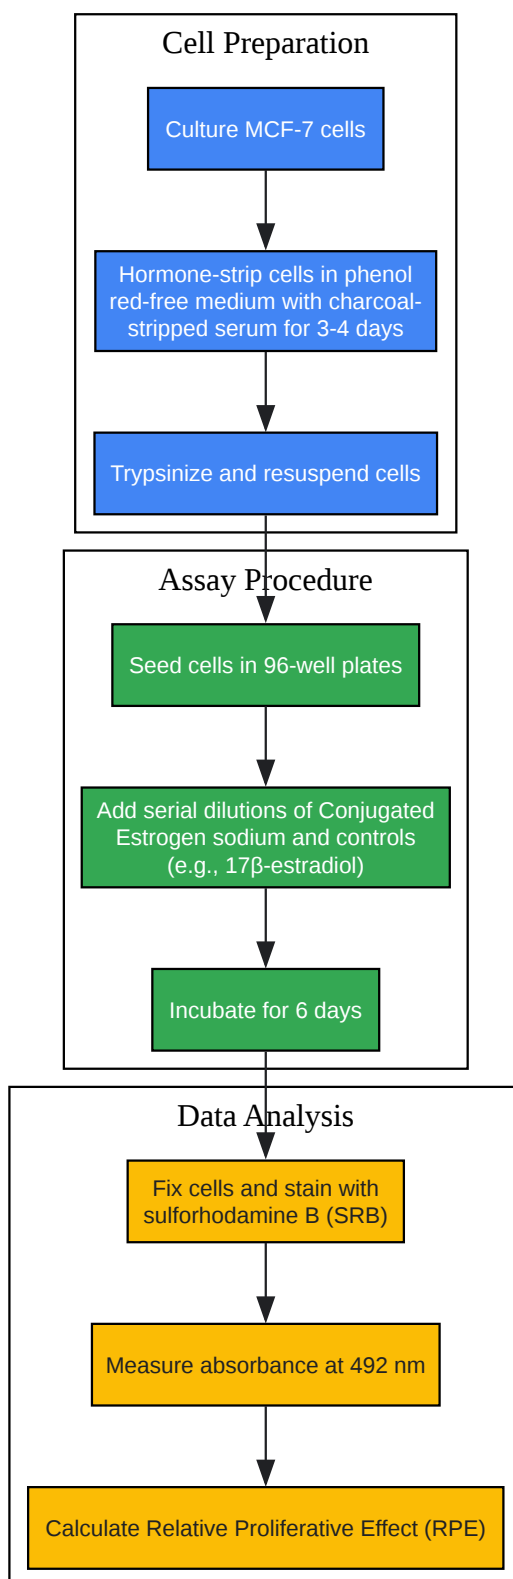 Cell Preparation
Culture MCF-7 cells
Hormone-strip cells in phenol
red-free medium with charcoal-
stripped serum for 3-4 days
Trypsinize and resuspend cells
Assay Procedure
Seed cells in 96-well plates
Add serial dilutions of Conjugated
Estrogen sodium and controls
(e.g., 17β-estradiol)
Incubate for 6 days
Data Analysis
Fix cells and stain with
sulforhodamine B (SRB)
Measure absorbance at 492 nm
Calculate Relative Proliferative Effect (RPE)